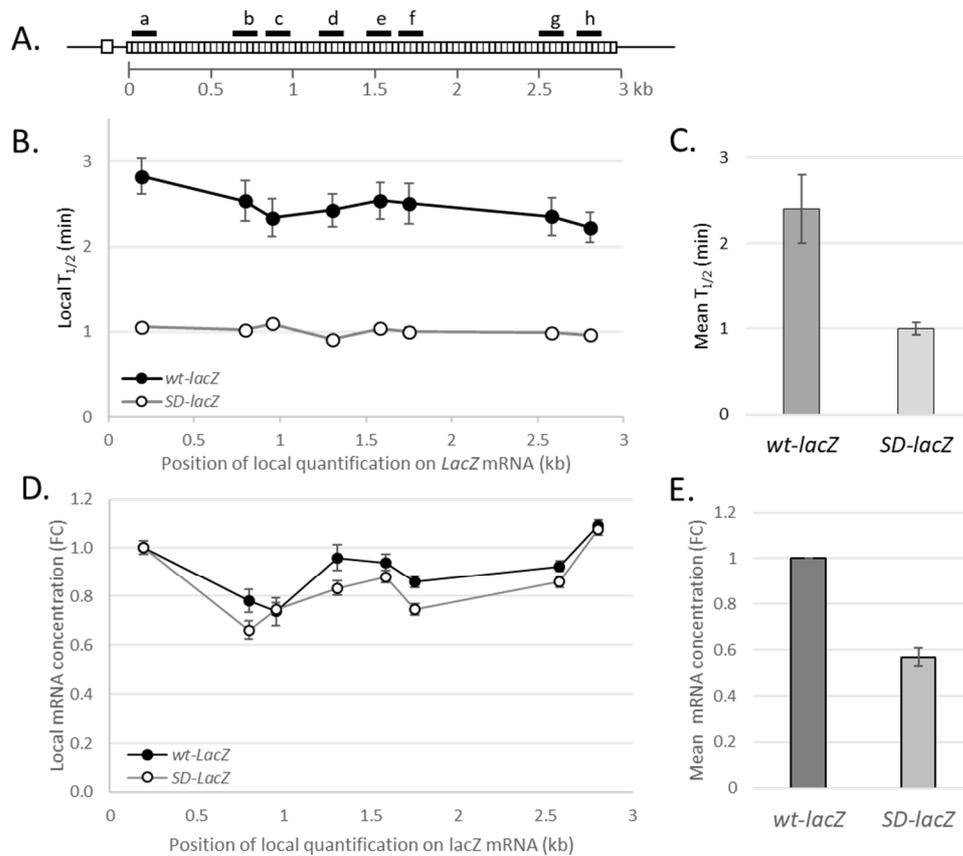 A.
a b c d e f g h
0 0.5 1 1.5 2 2.5 3 kb
B.
Local T1/2 (min)
3
2
1
0
wt-lacZ
SD-lacZ
0 0.5 1 1.5 2 2.5 3
Position of local quantification on LacZ mRNA (kb)
C.
Mean T1/2 (min)
3
2
1
0
wt-lacZ SD-lacZ
D.
Local mRNA concentration (FC)
1.2
1.0
0.8
0.6
0.4
0.2
0.0
wt-LacZ
SD-LacZ
0 0.5 1 1.5 2 2.5 3
Position of local quantification on lacZ mRNA (kb)
E.
Mean mRNA concentration (FC)
1.2
1
0.8
0.6
0.4
0.2
0
wt-lacZ SD-lacZ